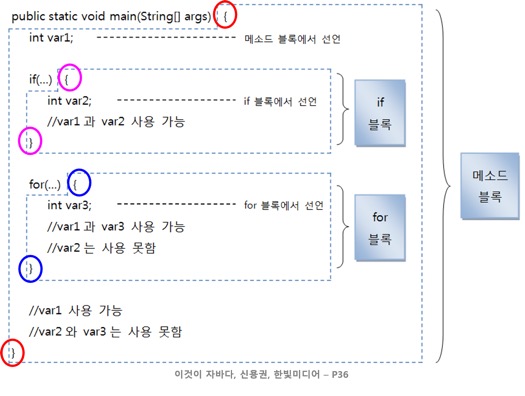 public static void main(String[] args) {
int var1; 메소드 블록에서 선언
if(...) {
int var2; if 블록에서 선언
//var1 과 var2 사용 가능
}
if
블록
for(...) {
int var3; for 블록에서 선언
//var1 과 var3 사용 가능
//var2 는 사용 못함
}
for
블록
메소드
블록
//var1 사용 가능
//var2 와 var3 는 사용 못함
}
이것이 자바다, 신용권, 한빛미디어 – P36